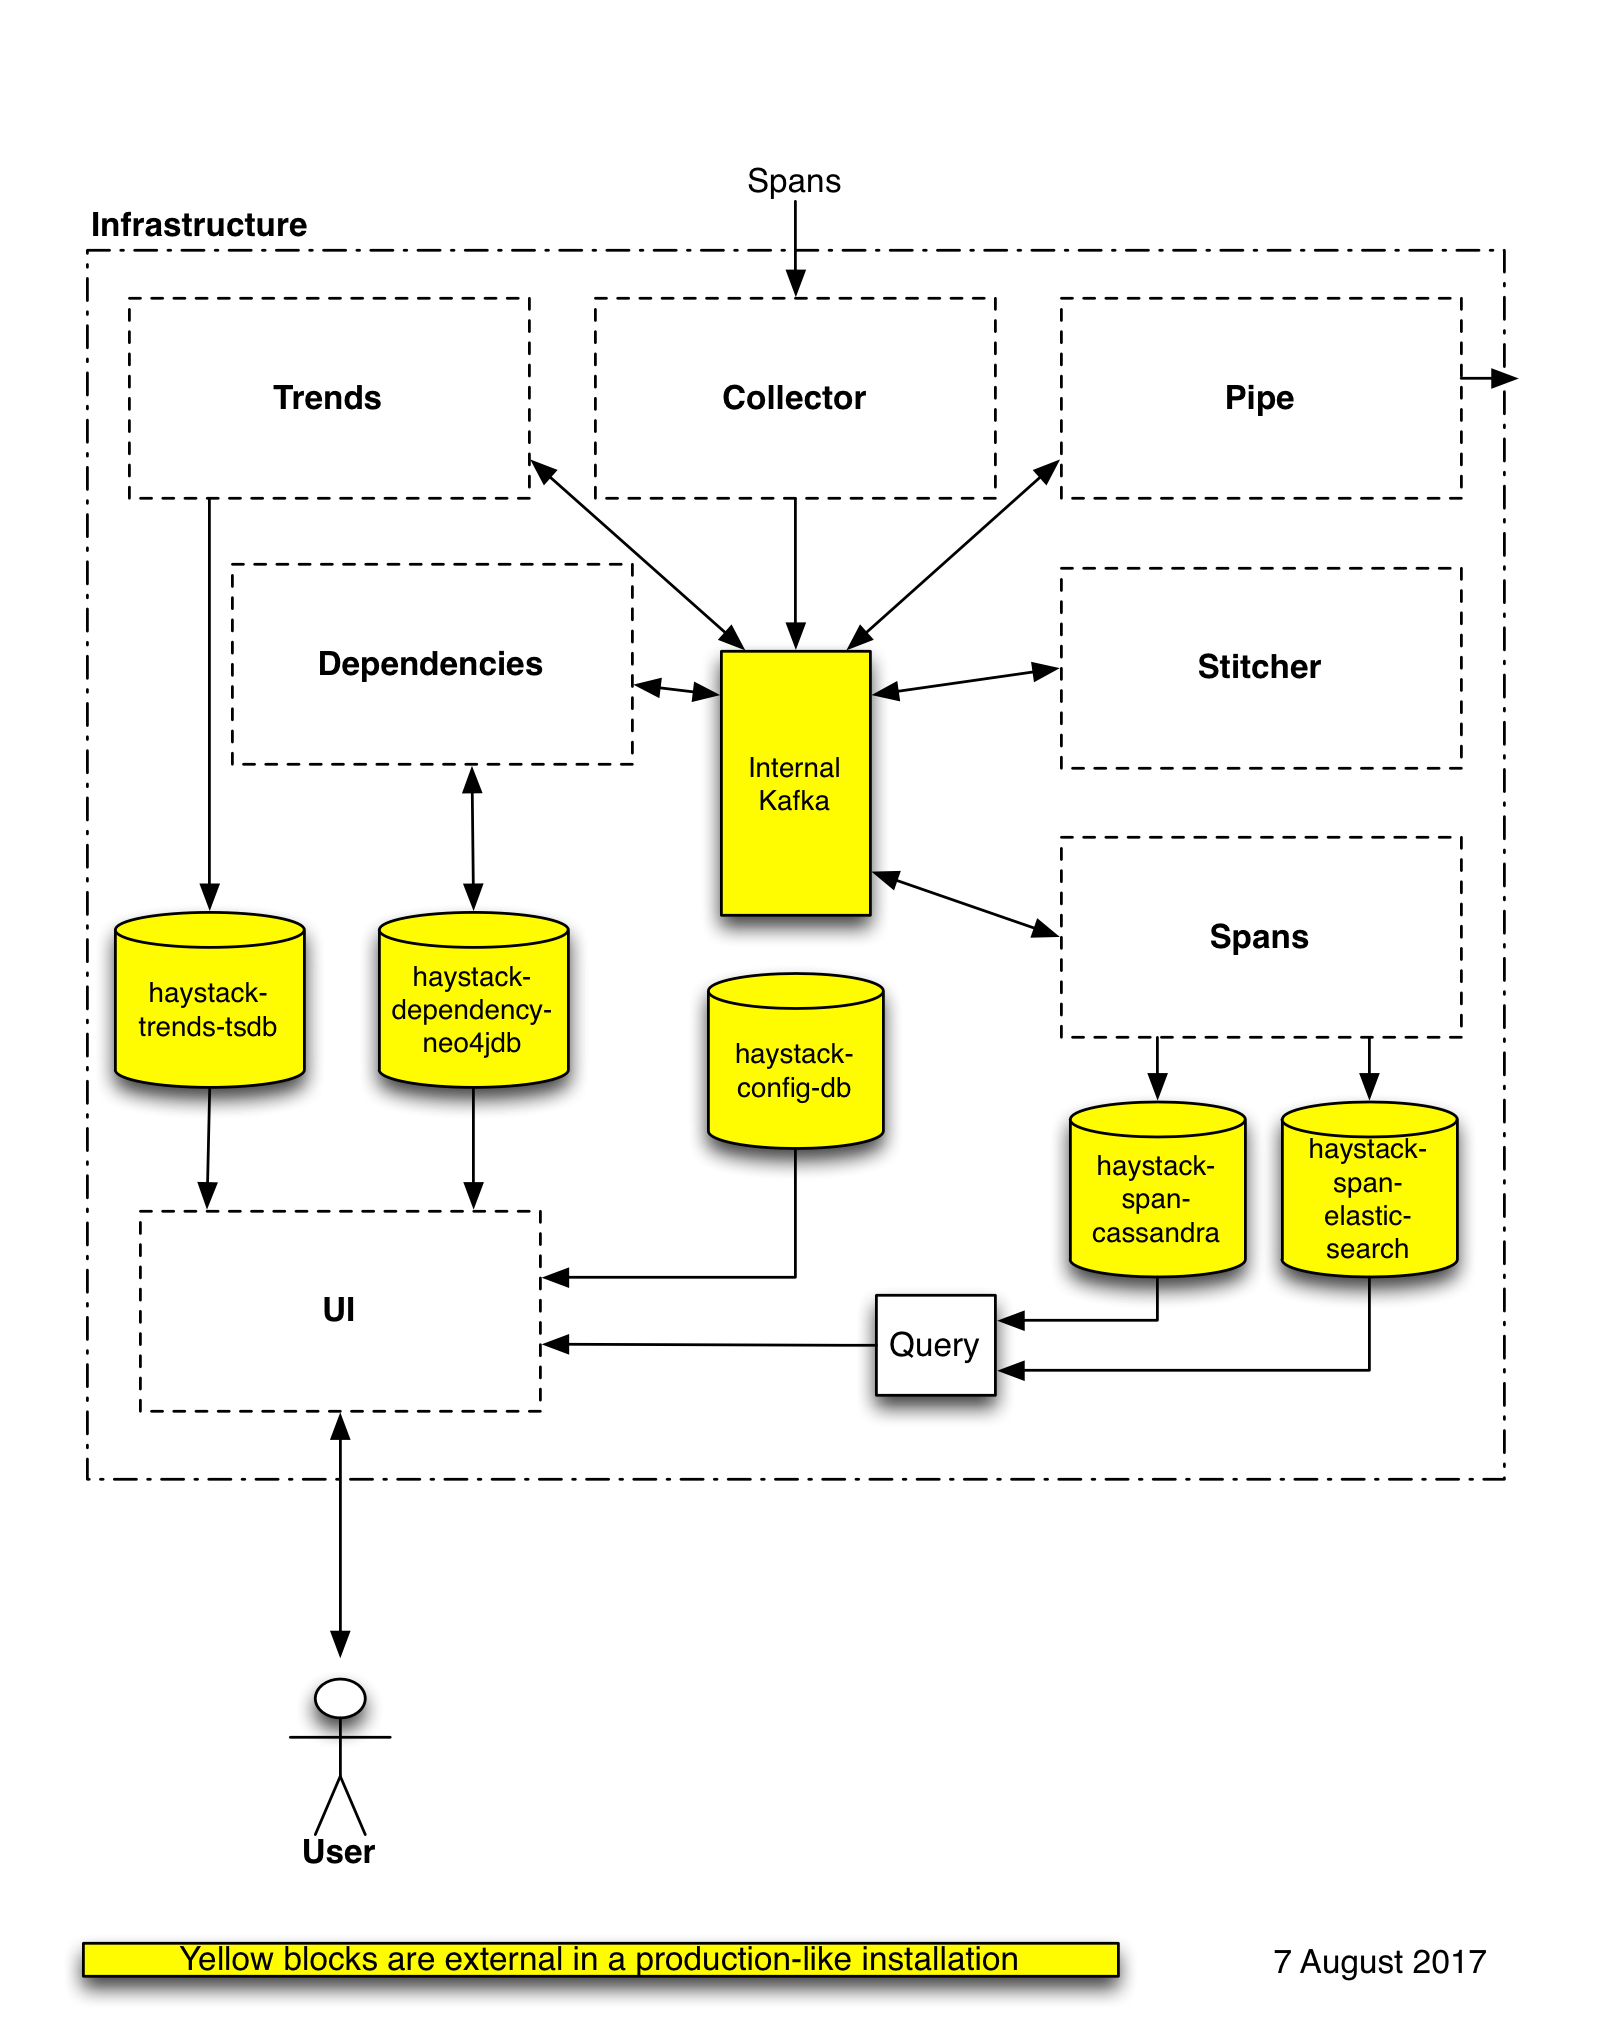 Spans
Infrastructure
Trends
Collector
Pipe
Dependencies
Stitcher
Internal
Kafka
Spans
haystack-
trends-tsdb
haystack-
dependency-
neo4jdb
haystack-
config-db
haystack-
span-
cassandra
haystack-
span-
elastic-
search
UI
Query
User
Yellow blocks are external in a production-like installation
7 August 2017